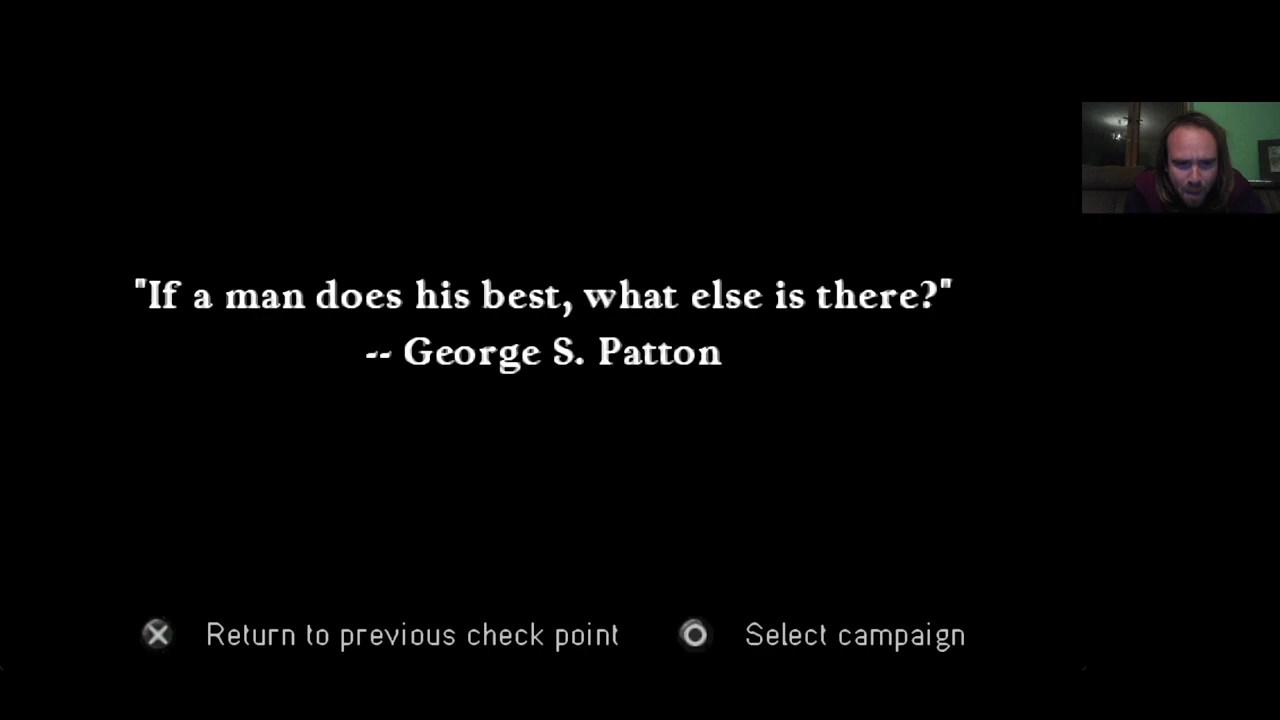 "If a man does his best, what else is there?"
-- George S. Patton
Return to previous check point
Select campaign